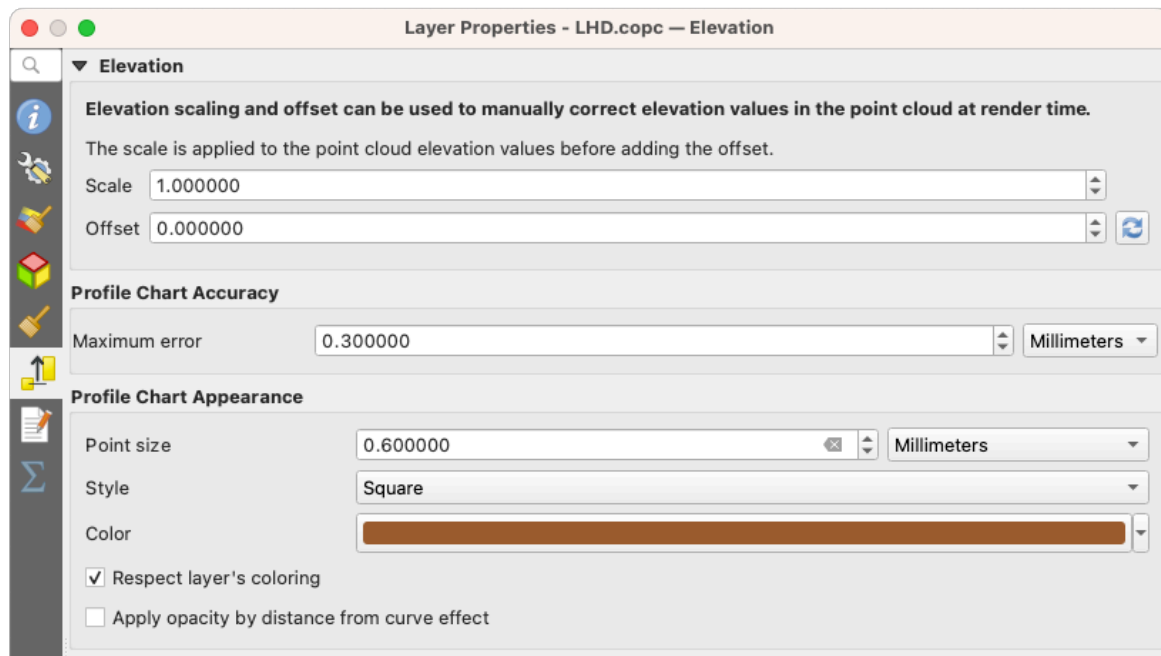 Layer Properties - LHD.copc — Elevation
Elevation
Elevation scaling and offset can be used to manually correct elevation values in the point cloud at render time.
The scale is applied to the point cloud elevation values before adding the offset.
Scale 1.000000
Offset 0.000000
Profile Chart Accuracy
Maximum error 0.300000 Millimeters
Profile Chart Appearance
Point size 0.600000 Millimeters
Style Square
Color
Respect layer's coloring
Apply opacity by distance from curve effect